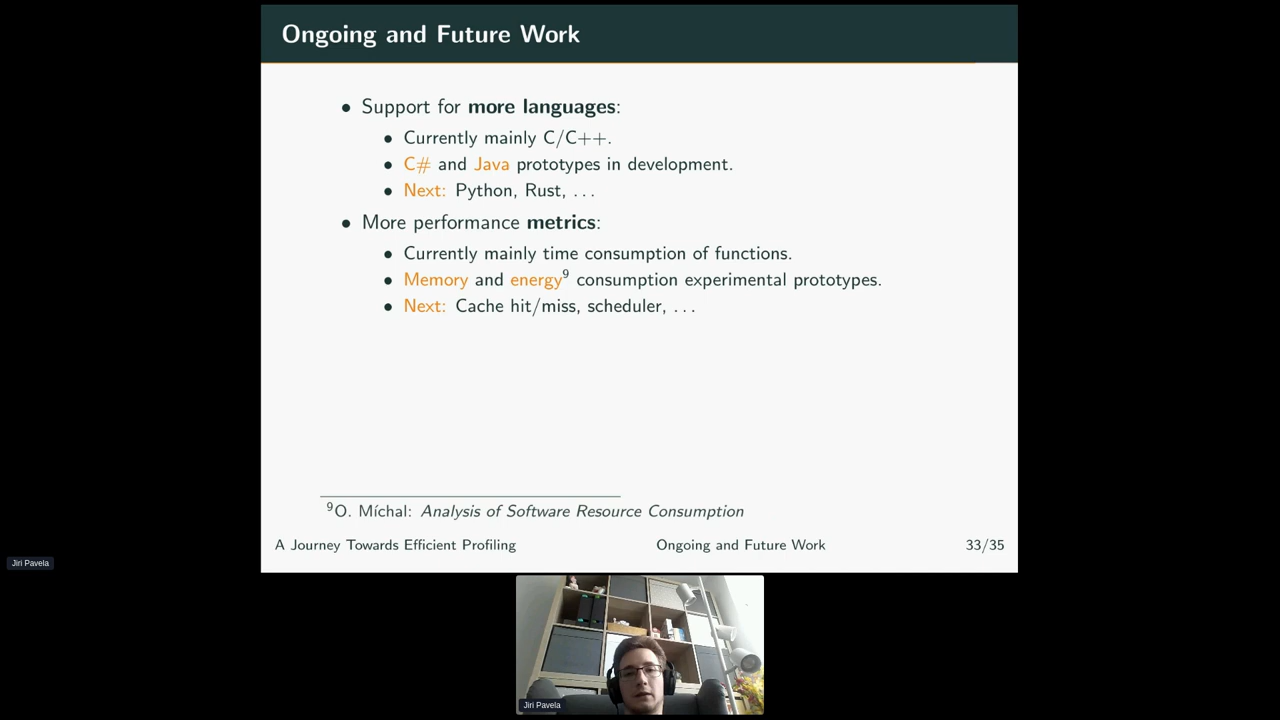 Ongoing and Future Work
• Support for more languages:
• Currently mainly C/C++.
• C# and Java prototypes in development.
• Next: Python, Rust, . . .
• More performance metrics:
• Currently mainly time consumption of functions.
• Memory and energy⁹ consumption experimental prototypes.
• Next: Cache hit/miss, scheduler, . . .
⁹O. Míchal: Analysis of Software Resource Consumption
A Journey Towards Efficient Profiling Ongoing and Future Work 33/35
Jiri Pavela
Jiri Pavela